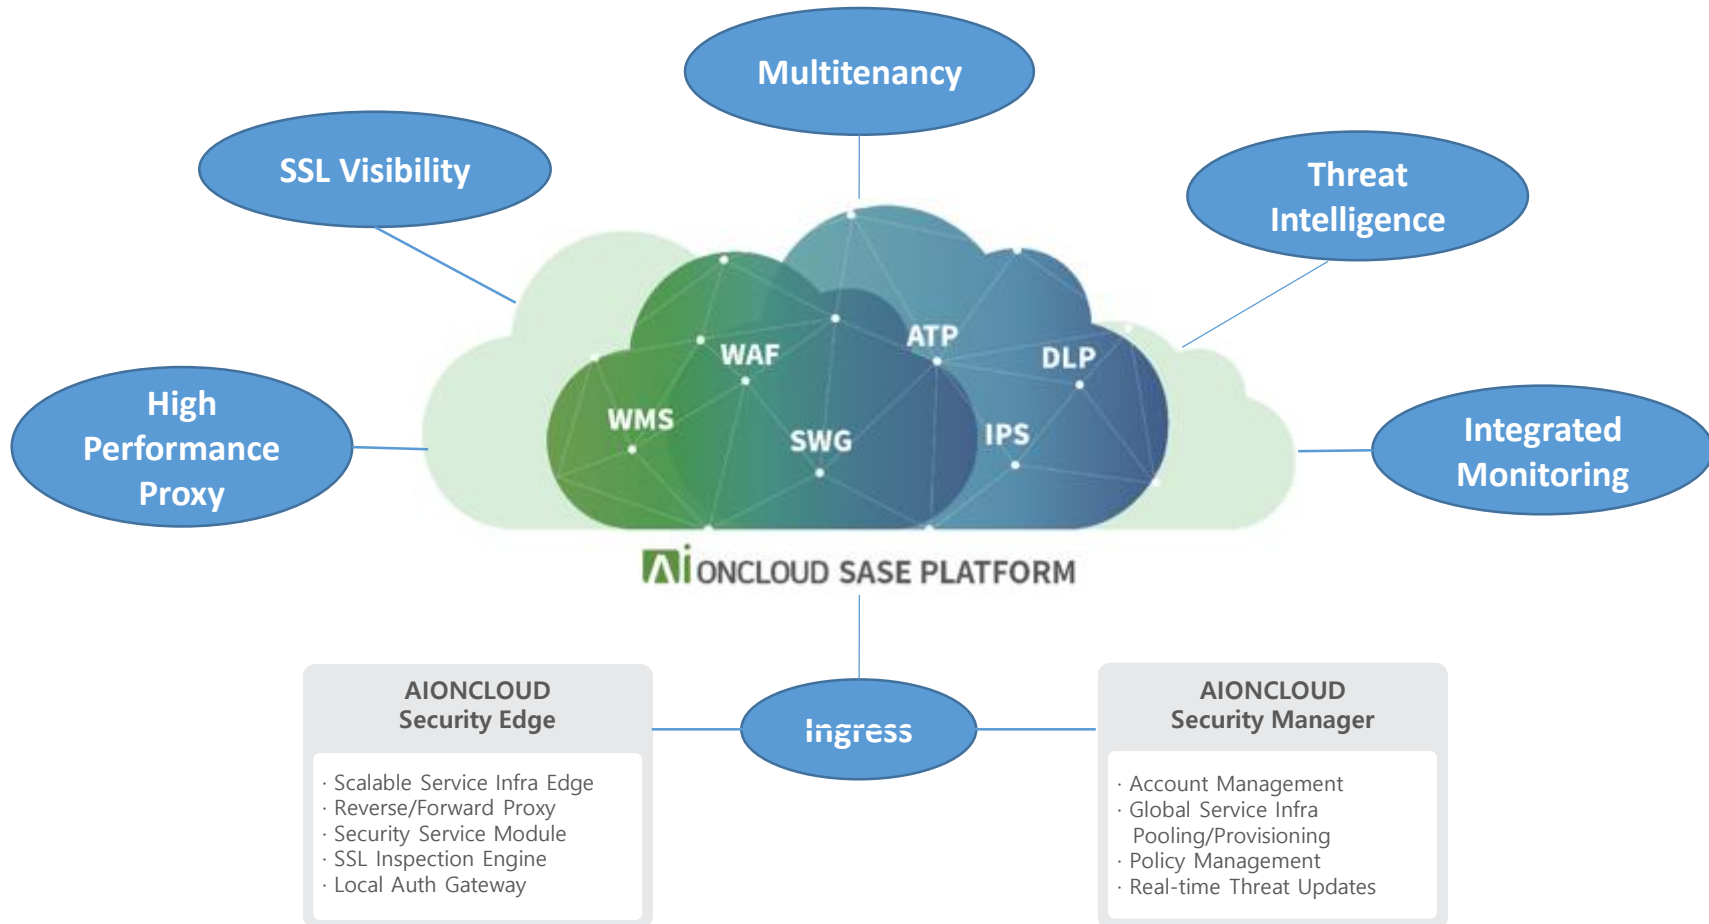 Multitenancy
SSL Visibility
Threat
Intelligence
High
Performance
Proxy
Integrated
Monitoring
WAF
ATP
DLP
WMS
SWG
IPS
Ai ONCLOUD SASE PLATFORM
Ingress
AIONCLOUD
Security Edge
· Scalable Service Infra Edge
· Reverse/Forward Proxy
· Security Service Module
· SSL Inspection Engine
· Local Auth Gateway
AIONCLOUD
Security Manager
· Account Management
· Global Service Infra
Pooling/Provisioning
· Policy Management
· Real-time Threat Updates